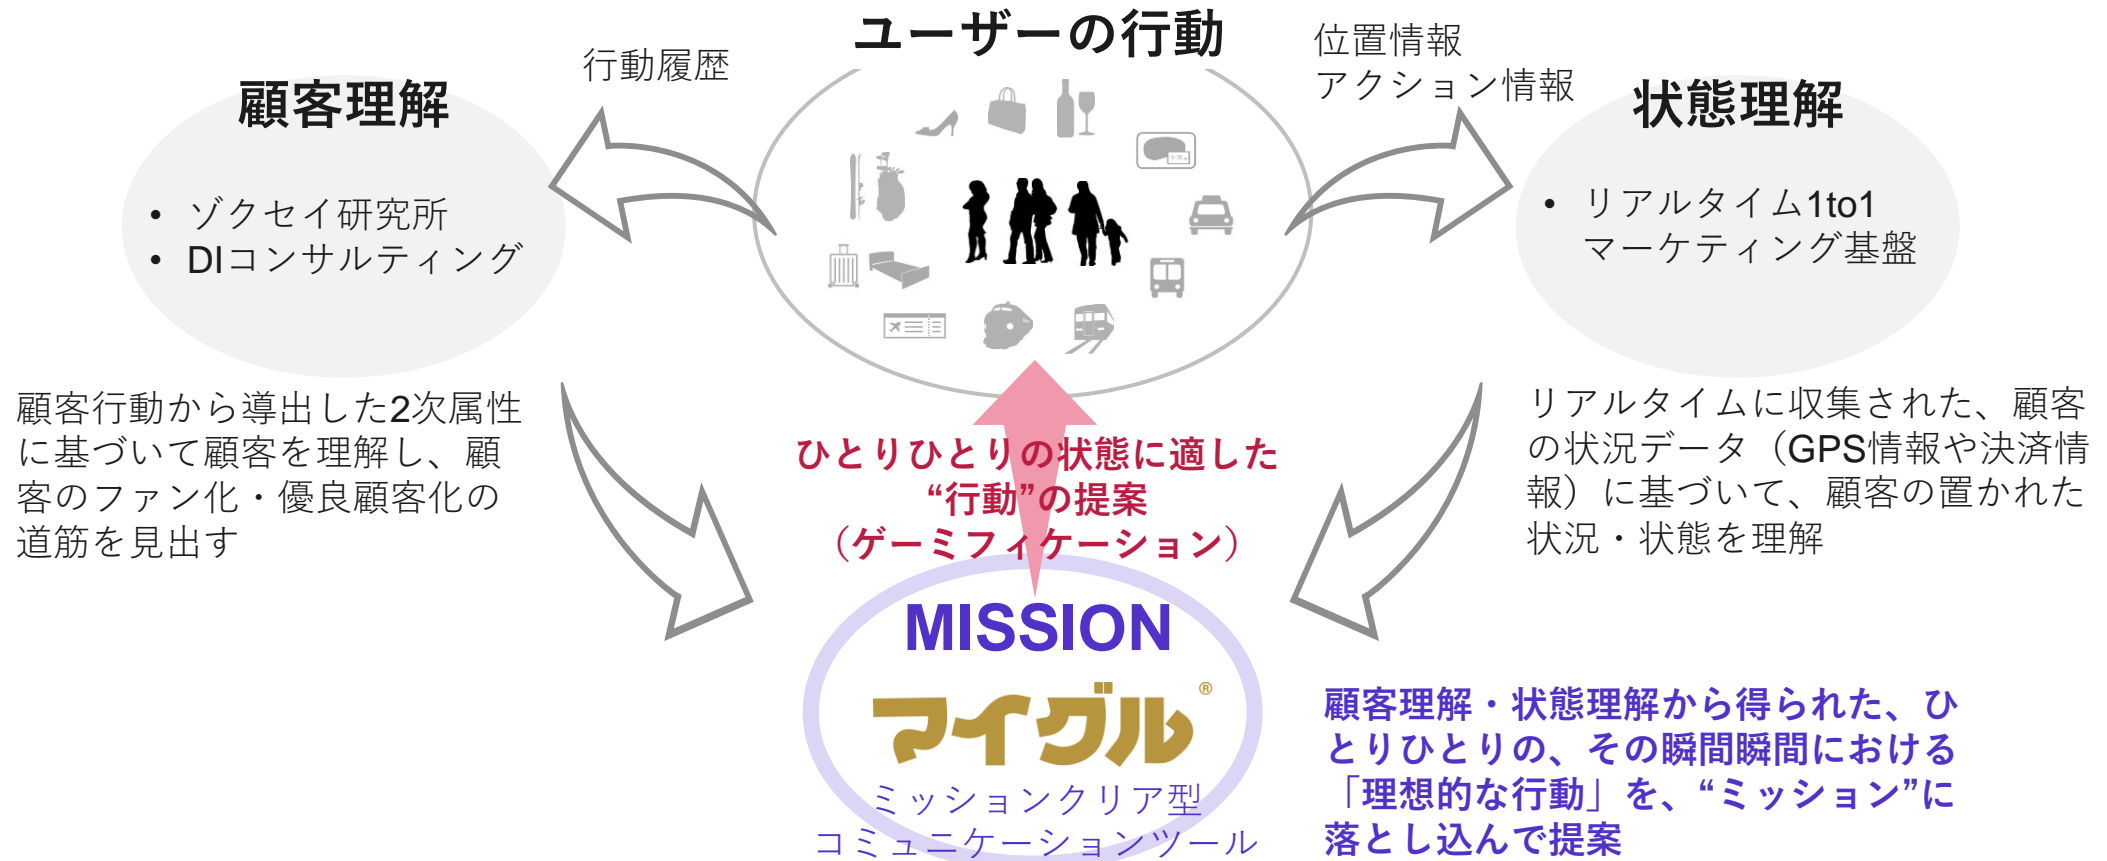 ユーザーの行動
行動履歴
位置情報
アクション情報
顧客理解
• ゾクセイ研究所
• DIコンサルティング
状態理解
• リアルタイム1to1
マーケティング基盤
顧客行動から導出した2次属性
に基づいて顧客を理解し、顧
客のファン化・優良顧客化の
道筋を見出す
ひとりひとりの状態に適した
“行動”の提案
（ゲーミフィケーション）
リアルタイムに収集された、顧客
の状況データ（GPS情報や決済情
報）に基づいて、顧客の置かれた
状況・状態を理解
MISSION
マイグル®
ミッションクリア型
コミュニケーションツール
顧客理解・状態理解から得られた、ひ
とりひとりの、その瞬間瞬間における
「理想的な行動」を、“ミッション”に
落とし込んで提案